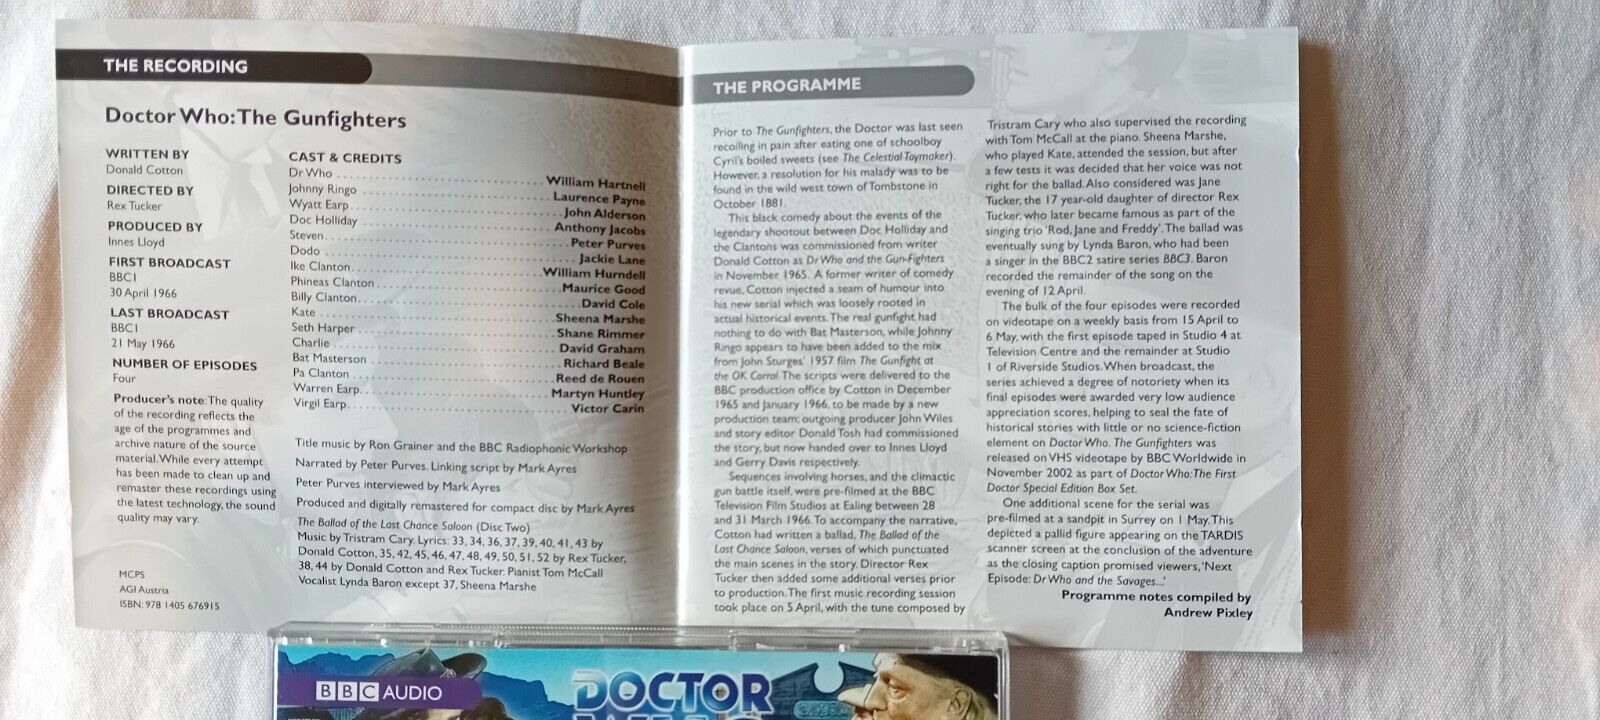 THE RECORDING
Doctor Who: The Gunfighters
WRITTEN BY
Donald Cotton
DIRECTED BY
Rex Tucker
PRODUCED BY
Innes Lloyd
FIRST BROADCAST
BBC1
30 April 1966
LAST BROADCAST
BBC1
21 May 1966
NUMBER OF EPISODES
Four
Producer's note: The quality
of the recording reflects the
age of the programmes and
archive nature of the source
material. While every attempt
has been made to clean up and
remaster these recordings using
the latest technology, the sound
quality may vary.
MCPS
AGI Austria
ISBN: 978 1405 676915
CAST & CREDITS
Dr Who ... William Hartnell
Johnny Ringo ... Laurence Payne
Wyatt Earp ... John Alderson
Doc Holliday ... Anthony Jacobs
Steven ... Peter Purves
Dodo ... Jackie Lane
Ike Clanton ... William Hurndell
Phineas Clanton ... Maurice Good
Billy Clanton ... David Cole
Kate ... Sheena Marshe
Seth Harper ... Shane Rimmer
Charlie ... David Graham
Bat Masterson ... Richard Beale
Pa Clanton ... Reed de Rouen
Warren Earp ... Martyn Huntley
Virgil Earp ... Victor Carin
Title music by Ron Grainer and the BBC Radiophonic Workshop
Narrated by Peter Purves. Linking script by Mark Ayres
Peter Purves interviewed by Mark Ayres
Produced and digitally remastered for compact disc by Mark Ayres
The Ballad of the Last Chance Saloon (Disc Two)
Music by Tristram Cary. Lyrics: 33, 34, 36, 37, 39, 40, 41, 43 by
Donald Cotton, 35, 42, 45, 46, 47, 48, 49, 50, 51, 52 by Rex Tucker,
38, 44 by Donald Cotton and Rex Tucker. Pianist Tom McCall
Vocalist Lynda Baron except 37, Sheena Marshe
THE PROGRAMME
Prior to The Gunfighters, the Doctor was last seen
recoiling in pain after eating one of schoolboy
Cyril's boiled sweets (see The Celestial Toymaker).
However, a resolution for his malady was to be
found in the wild west town of Tombstone in
October 1881.
This black comedy about the events of the
legendary shootout between Doc Holliday and
the Clantons was commissioned from writer
Donald Cotton as Dr Who and the Gun-Fighters
in November 1965. A former writer of comedy
revue, Cotton injected a seam of humour into
his new serial which was loosely rooted in
actual historical events. The real gunfight had
nothing to do with Bat Masterson, while Johnny
Ringo appears to have been added to the mix
from John Sturges' 1957 film The Gunfight at
the OK Corral. The scripts were delivered to the
BBC production office by Cotton in December
1965 and January 1966, to be made by a new
production team; outgoing producer John Wiles
and story editor Donald Tosh had commissioned
the story, but now handed over to Innes Lloyd
and Gerry Davis respectively.
Sequences involving horses, and the climactic
gun battle itself, were pre-filmed at the BBC
Television Film Studios at Ealing between 28
and 31 March 1966. To accompany the narrative,
Cotton had written a ballad, The Ballad of the
Last Chance Saloon, verses of which punctuated
the main scenes in the story. Director Rex
Tucker then added some additional verses prior
to production. The first music recording session
took place on 5 April, with the tune composed by
Tristram Cary who also supervised the recording
with Tom McCall at the piano. Sheena Marshe,
who played Kate, attended the session, but after
a few tests it was decided that her voice was not
right for the ballad. Also considered was Jane
Tucker, the 17 year-old daughter of director Rex
Tucker, who later became famous as part of the
singing trio 'Rod, Jane and Freddy'. The ballad was
eventually sung by Lynda Baron, who had been
a singer in the BBC2 satire series BBC3. Baron
recorded the remainder of the song on the
evening of 12 April.
The bulk of the four episodes were recorded
on videotape on a weekly basis from 15 April to
6 May, with the first episode taped in Studio 4 at
Television Centre and the remainder at Studio
1 of Riverside Studios. When broadcast, the
series achieved a degree of notoriety when its
final episodes were awarded very low audience
appreciation scores, helping to seal the fate of
historical stories with little or no science-fiction
element on Doctor Who. The Gunfighters was
released on VHS videotape by BBC Worldwide in
November 2002 as part of Doctor Who: The First
Doctor Special Edition Box Set.
One additional scene for the serial was
pre-filmed at a sandpit in Surrey on 1 May. This
depicted a pallid figure appearing on the TARDIS
scanner screen at the conclusion of the adventure
as the closing caption promised viewers, 'Next
Episode: Dr Who and the Savages...'
Programme notes compiled by
Andrew Pixley
BBC AUDIO
DOCTOR